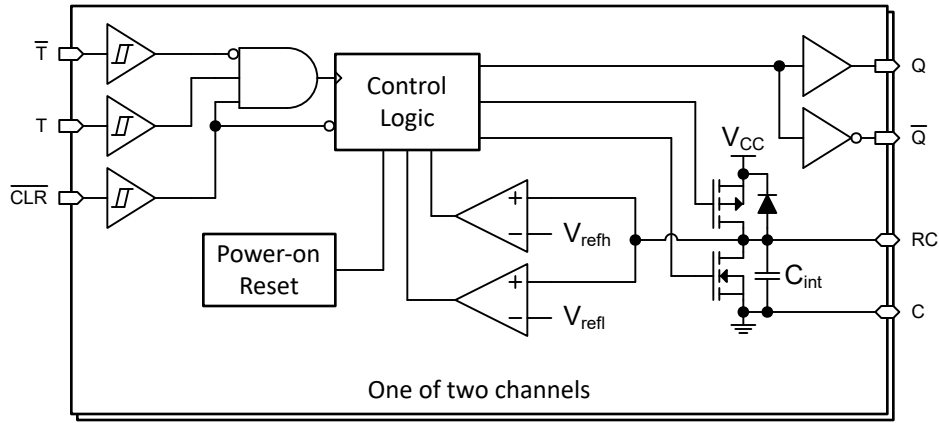 T̅
T
C̅L̅R̅
Control
Logic
Power-on
Reset
+
−
Vrefh
+
−
Vrefl
VCC
Cint
Q
Q̅
RC
C
One of two channels